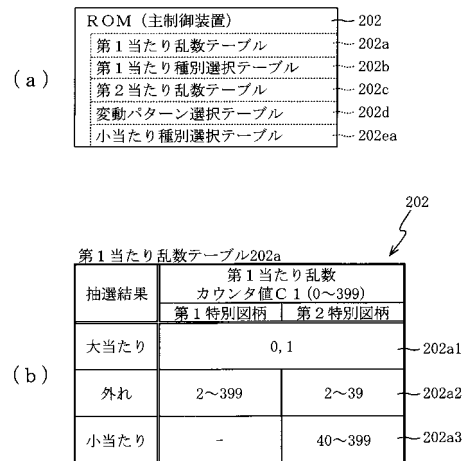 (a)
ROM(主制御装置)
202
第1当たり乱数テーブル
202a
第1当たり種別選択テーブル
202b
第2当たり乱数テーブル
202c
変動パターン選択テーブル
202d
小当たり種別選択テーブル
202ea
202
第1当たり乱数テーブル202a
(b)
抽選結果
第1当たり乱数
カウンタ値C1(0~399)
第1特別図柄
第2特別図柄
大当たり
0,1
202a1
外れ
2~399
2~39
202a2
小当たり
-
40~399
202a3